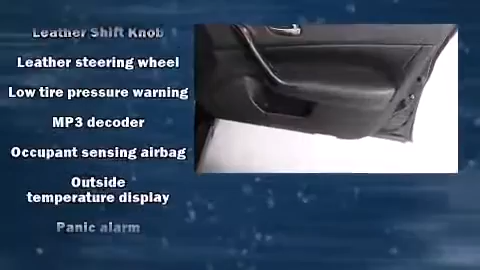 Leather Shift Knob
Leather steering wheel
Low tire pressure warning
MP3 decoder
Occupant sensing airbag
Outside
temperature display
Panic alarm